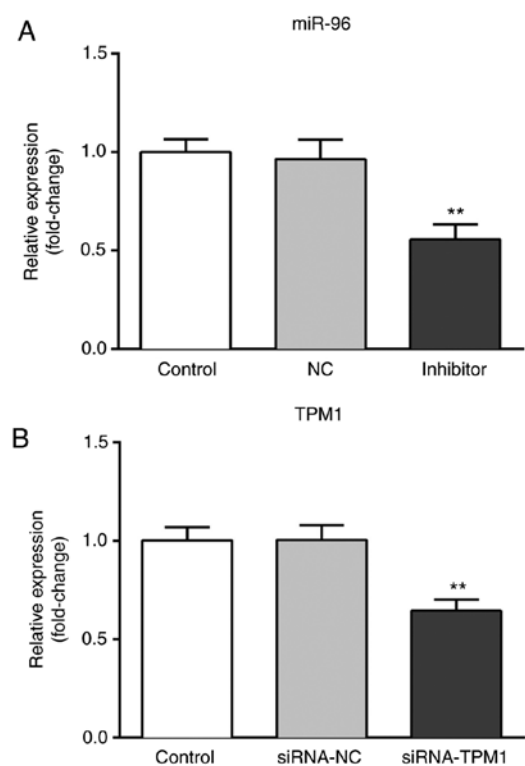 A
miR-96
Relative expression
(fold-change)
1.5
1.0
0.5
0.0
**
Control
NC
Inhibitor
B
TPM1
Relative expression
(fold-change)
1.5
1.0
0.5
0.0
**
Control
siRNA-NC
siRNA-TPM1